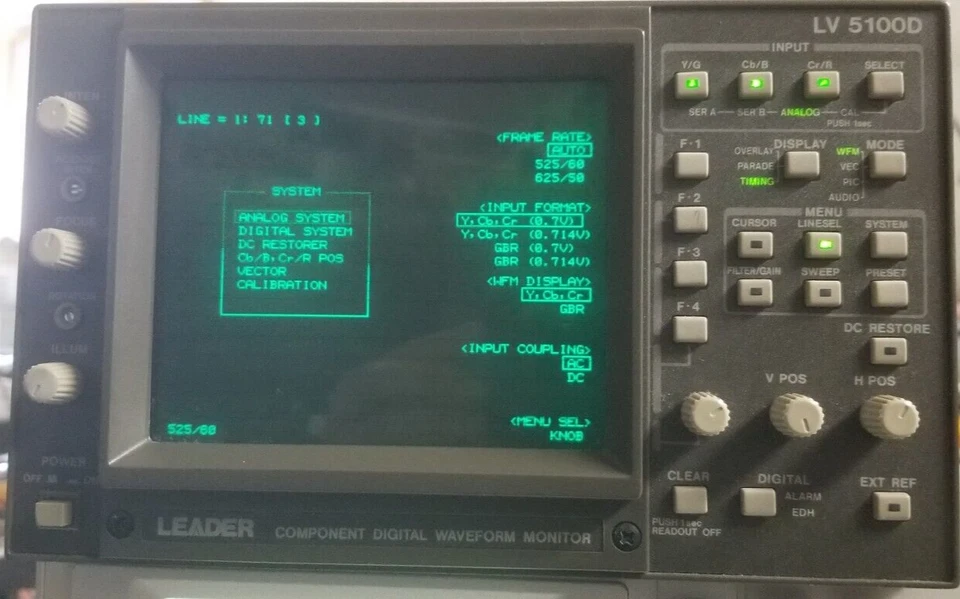 LV 5100D
INPUT
Y/G Cb/B Cr/R SELECT
SER A SER B ANALOG CAL
PUSH 1sec
LINE = 1: 71 [ 3 ]
SYSTEM
ANALOG SYSTEM
DIGITAL SYSTEM
DC RESTORER
Cb/B,Cr/R POS
VECTOR
CALIBRATION
525/60
<FRAME RATE>
AUTO
525/60
625/50
<INPUT FORMAT>
Y,Cb,Cr (0.7V)
Y,Cb,Cr (0.714V)
GBR (0.7V)
GBR (0.714V)
<WFM DISPLAY>
Y,Cb,Cr
GBR
<INPUT COUPLING>
AC
DC
<MENU SEL>
KNOB
F·1
F·2
F·3
F·4
OVERLAY
PARADE
TIMING
DISPLAY
WFM
VEC
PIC
AUDIO
MODE
MENU
CURSOR LINESEL SYSTEM
FILTER/GAIN SWEEP PRESET
DC RESTORE
V POS H POS
CLEAR
PUSH 1sec
READOUT OFF
DIGITAL
ALARM
EDH
EXT REF
FOCUS
ILLUM
POWER
OFF ON
LEADER COMPONENT DIGITAL WAVEFORM MONITOR